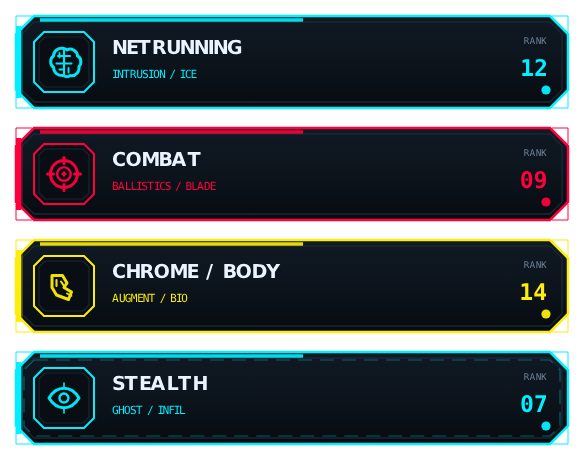 NETRUNNING
RANK
INTRUSION / ICE
12
COMBAT
RANK
BALLISTICS / BLADE
09
CHROME / BODY
RANK
AUGMENT / BIO
14
STEALTH
RANK
GHOST / INFIL
07